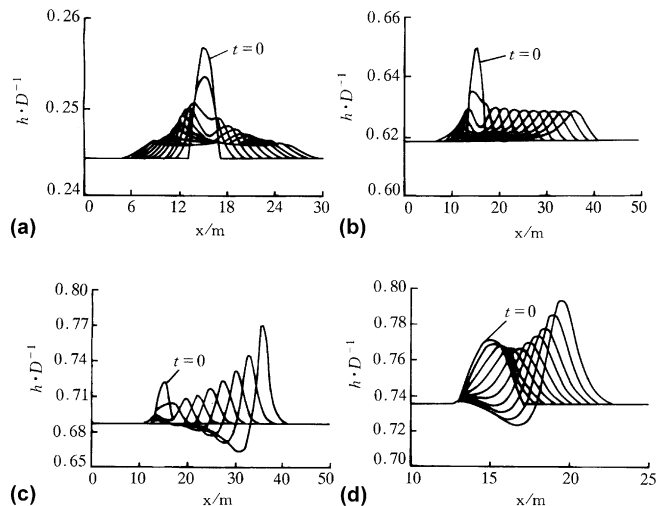 0.26
0.25
0.24
h·D⁻¹
t=0
0 6 12 18 24 30
x/m
(a)
0.66
0.64
0.62
0.60
h·D⁻¹
t=0
0 10 20 30 40 50
x/m
(b)
0.80
0.77
0.74
0.71
0.68
0.65
h·D⁻¹
t=0
0 10 20 30 40 50
x/m
(c)
0.80
0.78
0.76
0.74
0.72
0.70
h·D⁻¹
t=0
10 15 20 25
x/m
(d)